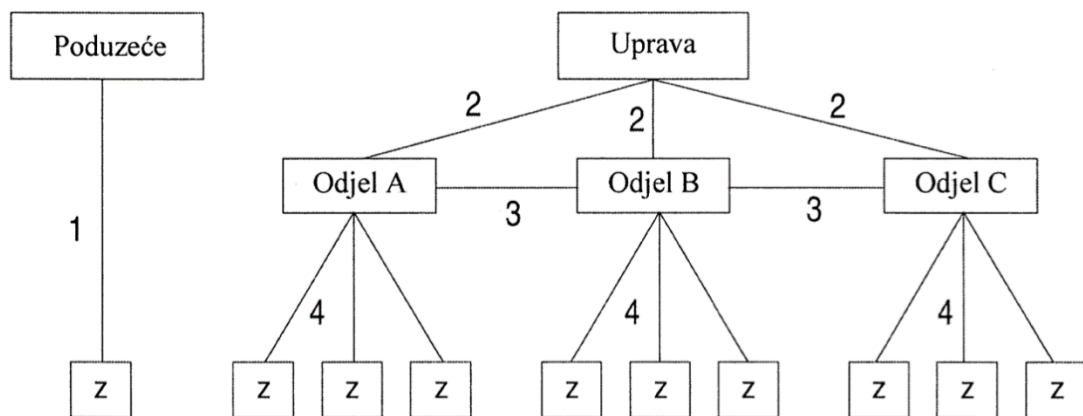 Poduzeće Uprava
2 2 2
Odjel A Odjel B Odjel C
1 3 3
4 4 4
z z z z z z z z z z